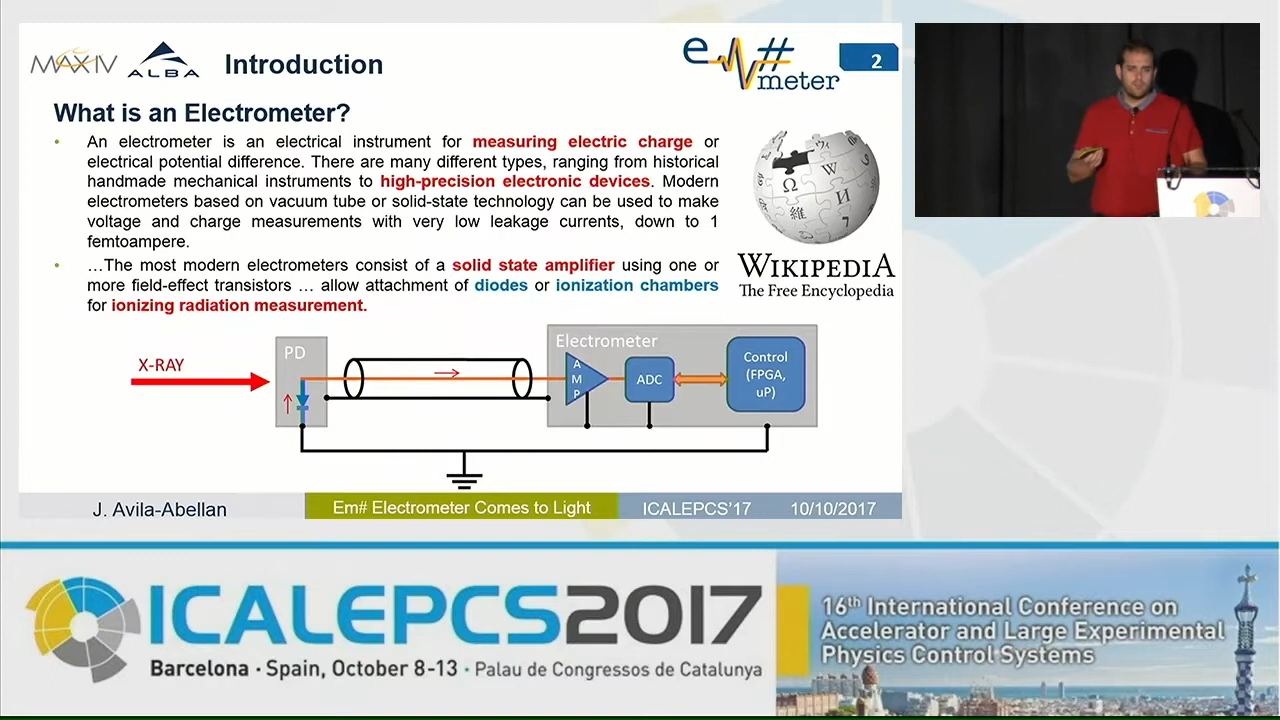 MAXIV
ALBA
Introduction
e #
meter
2
What is an Electrometer?
• An electrometer is an electrical instrument for measuring electric charge or
electrical potential difference. There are many different types, ranging from historical
handmade mechanical instruments to high-precision electronic devices. Modern
electrometers based on vacuum tube or solid-state technology can be used to make
voltage and charge measurements with very low leakage currents, down to 1
femtoampere.
• …The most modern electrometers consist of a solid state amplifier using one or
more field-effect transistors … allow attachment of diodes or ionization chambers
for ionizing radiation measurement.
Ω W И 維 7
WIKIPEDIA
The Free Encyclopedia
X-RAY
PD
Electrometer
A
M
P
ADC
Control
(FPGA,
uP)
J. Avila-Abellan
Em# Electrometer Comes to Light
ICALEPCS'17
10/10/2017
ICALEPCS2017
Barcelona · Spain, October 8-13 · Palau de Congressos de Catalunya
16th International Conference on
Accelerator and Large Experimental
Physics Control Systems